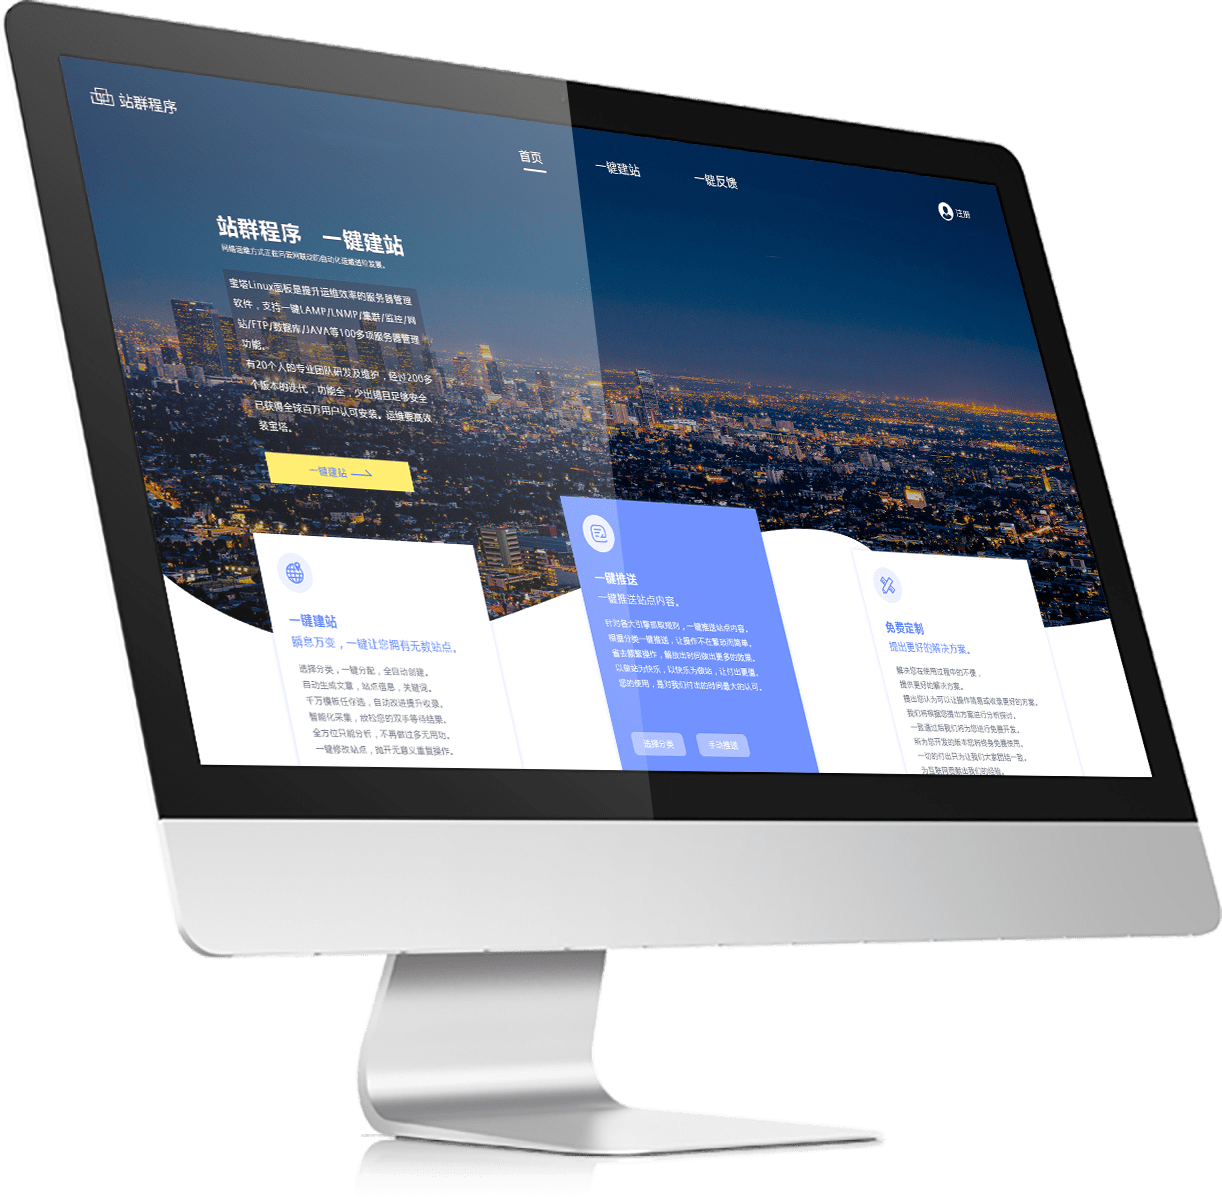 站群程序
首页
一键建站
一键反馈
注册
站群程序 一键建站
网络运维方式正在向云网联动的自动化运维进阶发展。
宝塔Linux面板是提升运维效率的服务器管理
软件，支持一键LAMP/LNMP/集群/监控/网
站/FTP/数据库/JAVA等100多项服务器管理
功能。
有20个人的专业团队研发及维护，经过200多
个版本的迭代，功能全，少出错且足够安全
已获得全球百万用户认可安装。运维要高效
装宝塔。
一键建站
一键建站
瞬息万变，一键让您拥有无数站点。
选择分类，一键分配，全自动创建。
自动生成文章，站点信息，关键词。
千万模板任你选，自动改进提升收录。
智能化采集，放松您的双手等待结果。
全方位只能分析，不再做过多无用功。
一键修改站点，抛开无意义重复操作。
一键推送
一键推送站点内容。
针对各大引擎抓取规则，一键推送站点内容。
根据分类一键推送，让操作不在繁琐而简单。
省去频繁操作，解放出时间做出更多的效果。
以做站为快乐，以快乐为做站，让付出更值。
您的使用，是对我们付出的时间最大的认可。
选择分类
手动推送
免费定制
提出更好的解决方案。
解决您在使用过程中的不便，
提供更好的解决方案。
提出您认为可以让操作简易或收录更好的方案。
我们将根据您提出方案进行分析探讨。
一致通过后我们将为您进行免费开发。
所为您开发的版本您将终身免费使用。
一切的付出只为让我们大家团结一致。
为互联网贡献出我们的经验。